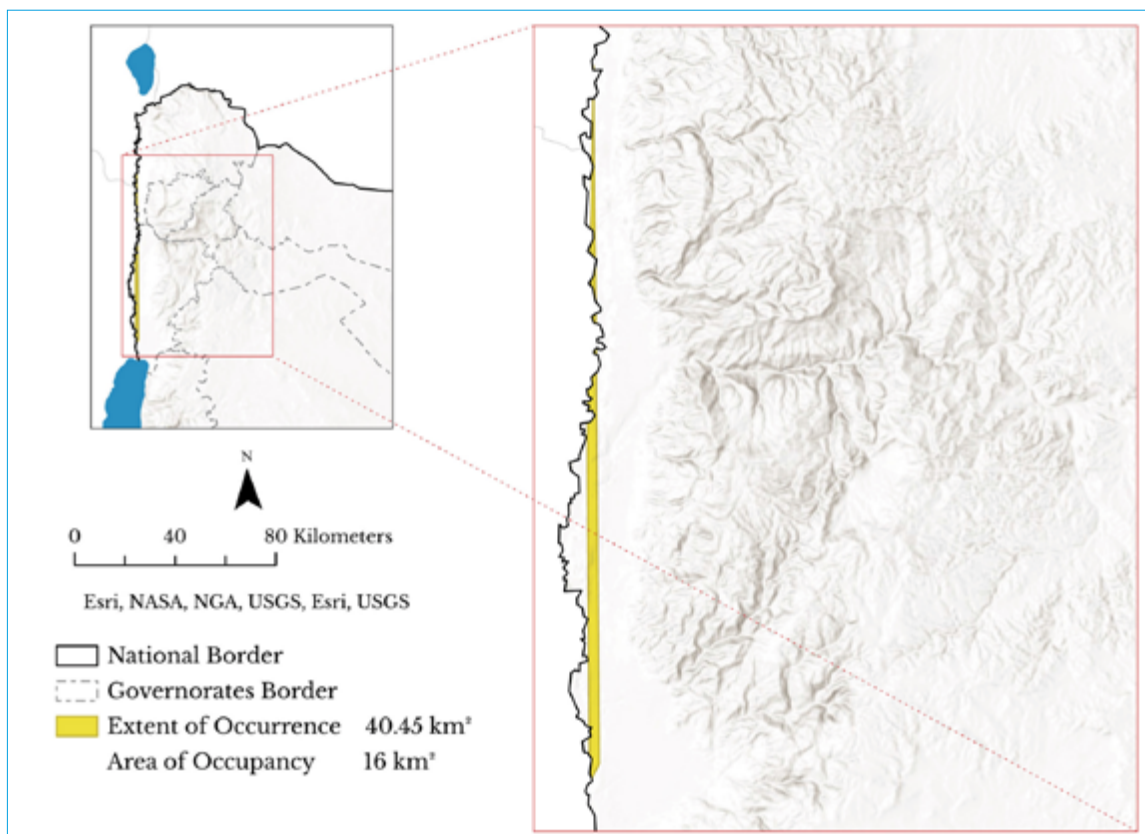 N
0 40 80 Kilometers
Esri, NASA, NGA, USGS, Esri, USGS
National Border
Governorates Border
Extent of Occurrence 40.45 km²
Area of Occupancy 16 km²